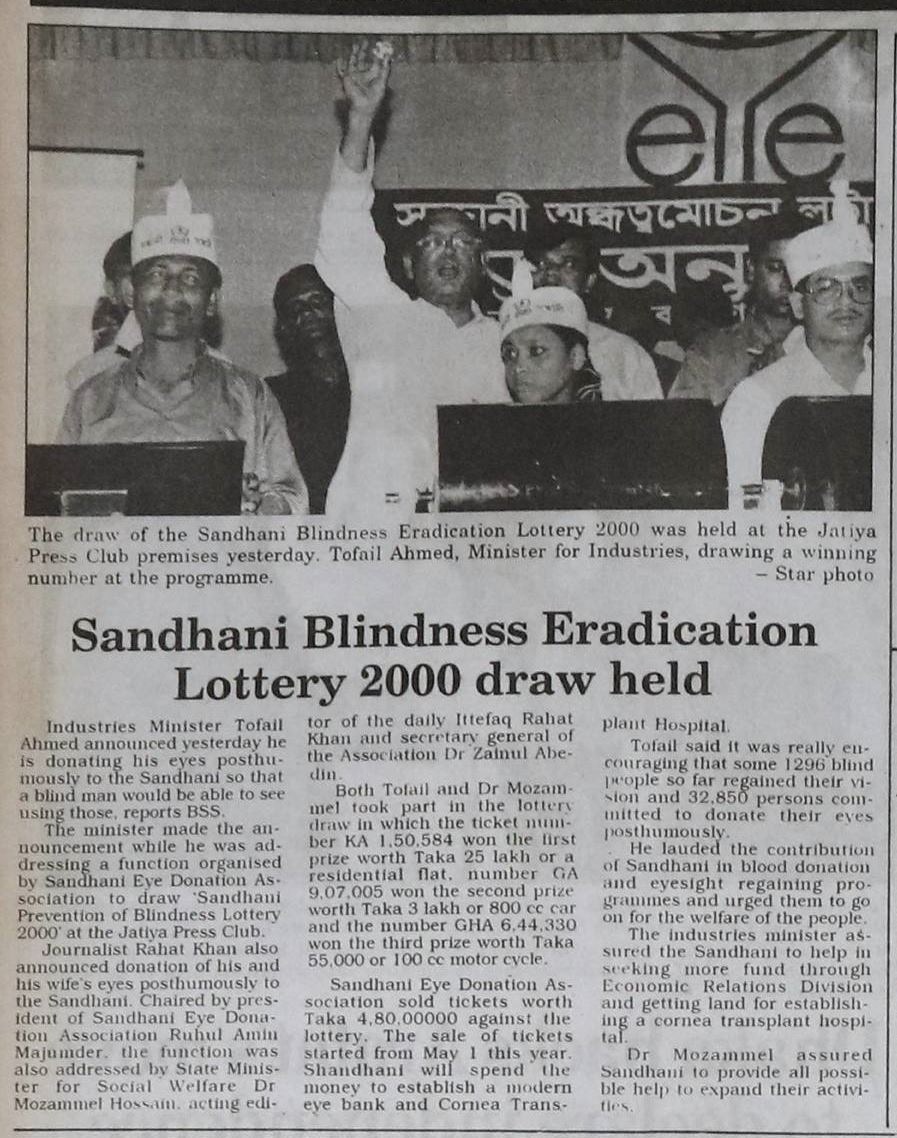 eye
সন্ধানী অন্ধত্বমোচন লটারী
অনু
The draw of the Sandhani Blindness Eradication Lottery 2000 was held at the Jatiya
Press Club premises yesterday. Tofail Ahmed, Minister for Industries, drawing a winning
number at the programme.
– Star photo
Sandhani Blindness Eradication
Lottery 2000 draw held
Industries Minister Tofail
Ahmed announced yesterday he
is donating his eyes posthu-
mously to the Sandhani so that
a blind man would be able to see
using those, reports BSS.
The minister made the an-
nouncement while he was ad-
dressing a function organised
by Sandhani Eye Donation As-
sociation to draw 'Sandhani
Prevention of Blindness Lottery
2000' at the Jatiya Press Club.
Journalist Rahat Khan also
announced donation of his and
his wife's eyes posthumously to
the Sandhani. Chaired by pres-
ident of Sandhani Eye Dona-
tion Association Ruhul Amin
Majumder, the function was
also addressed by State Minis-
ter for Social Welfare Dr
Mozammel Hossain, acting edi-
tor of the daily Ittefaq Rahat
Khan and secretary general of
the Association Dr Zainul Abe-
din.
Both Tofail and Dr Mozam-
mel took part in the lottery
draw in which the ticket num-
ber KA 1,50,584 won the first
prize worth Taka 25 lakh or a
residential flat, number GA
9,07,005 won the second prize
worth Taka 3 lakh or 800 cc car
and the number GHA 6,44,330
won the third prize worth Taka
55,000 or 100 cc motor cycle.
Sandhani Eye Donation As-
sociation sold tickets worth
Taka 4,80,00000 against the
lottery. The sale of tickets
started from May 1 this year.
Shandhani will spend the
money to establish a modern
eye bank and Cornea Trans-
plant Hospital.
Tofail said it was really en-
couraging that some 1296 blind
people so far regained their vi-
sion and 32,850 persons com-
mitted to donate their eyes
posthumously.
He lauded the contribution
of Sandhani in blood donation
and eyesight regaining pro-
grammes and urged them to go
on for the welfare of the people.
The industries minister as-
sured the Sandhani to help in
seeking more fund through
Economic Relations Division
and getting land for establish-
ing a cornea transplant hospi-
tal.
Dr Mozammel assured
Sandhani to provide all possi-
ble help to expand their activi-
ties.